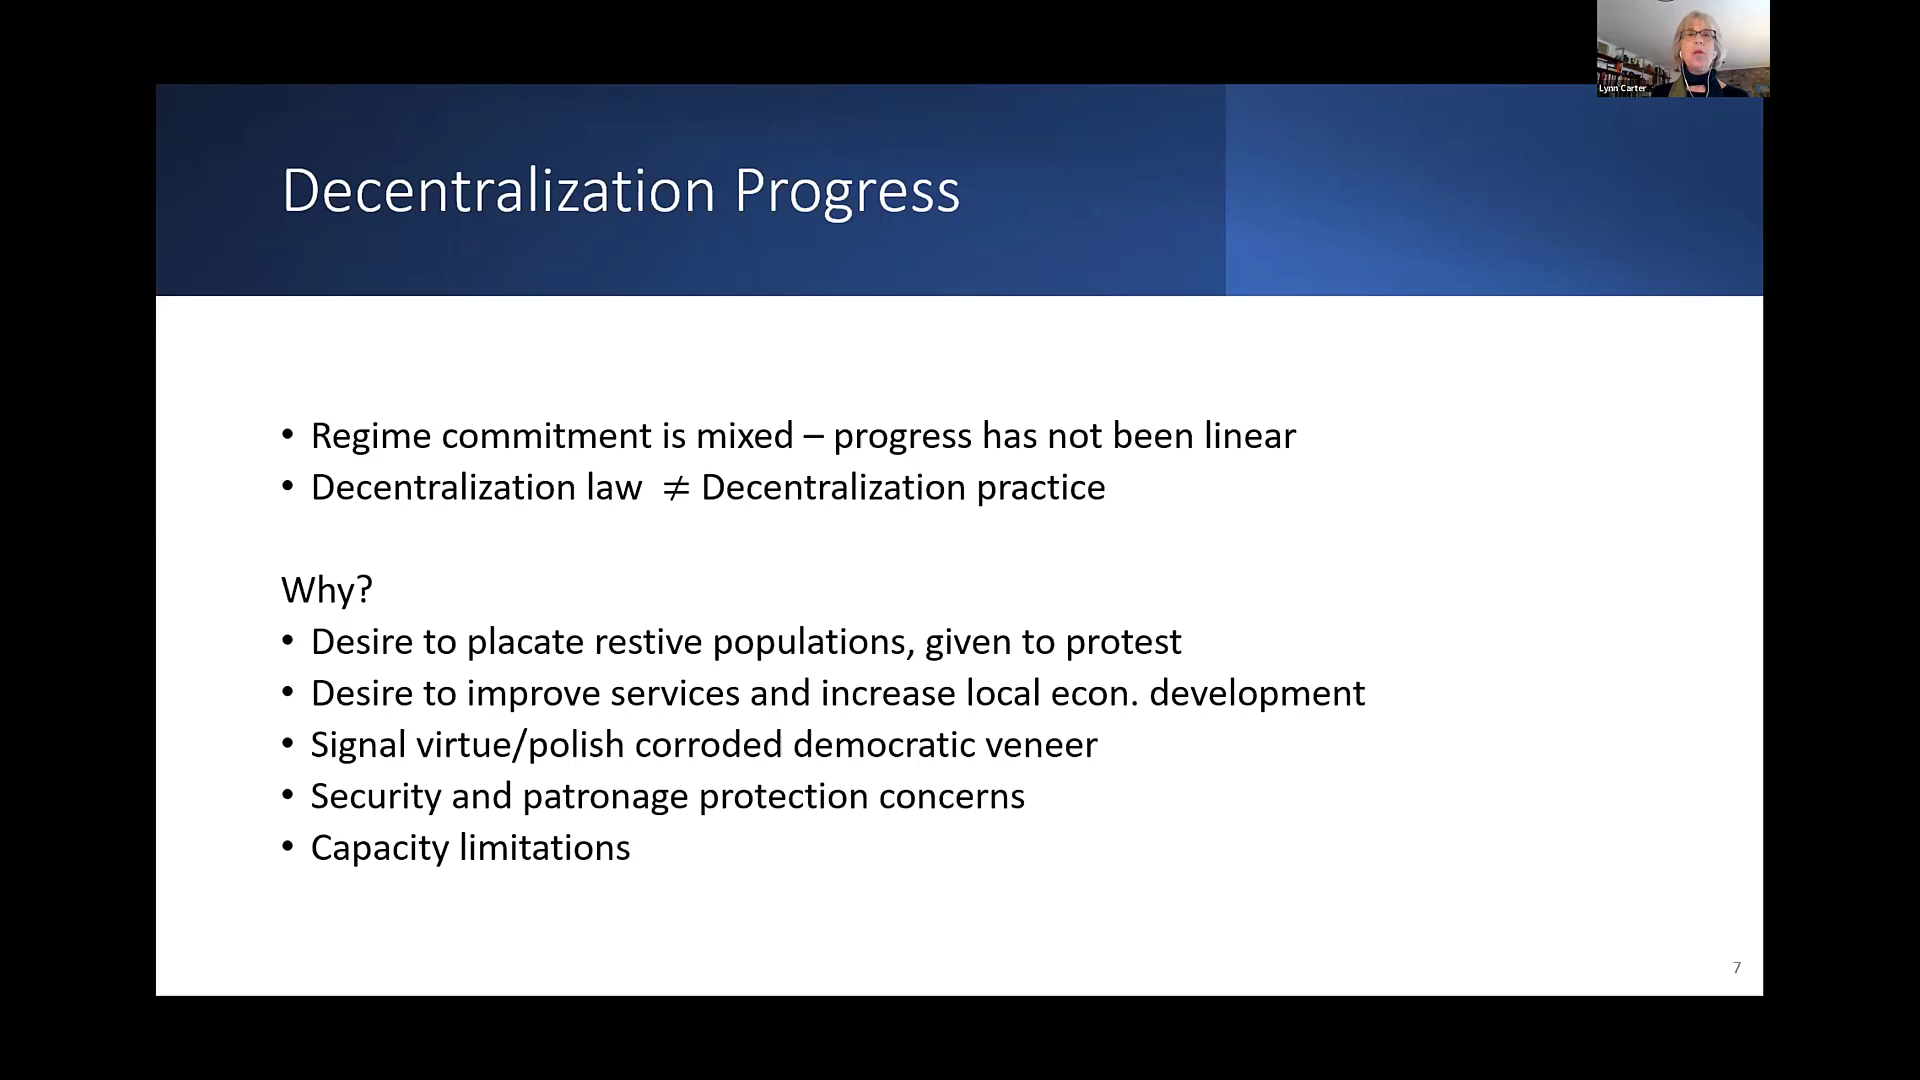 Lynn Carter
Decentralization Progress
• Regime commitment is mixed – progress has not been linear
• Decentralization law ≠ Decentralization practice
Why?
• Desire to placate restive populations, given to protest
• Desire to improve services and increase local econ. development
• Signal virtue/polish corroded democratic veneer
• Security and patronage protection concerns
• Capacity limitations
7